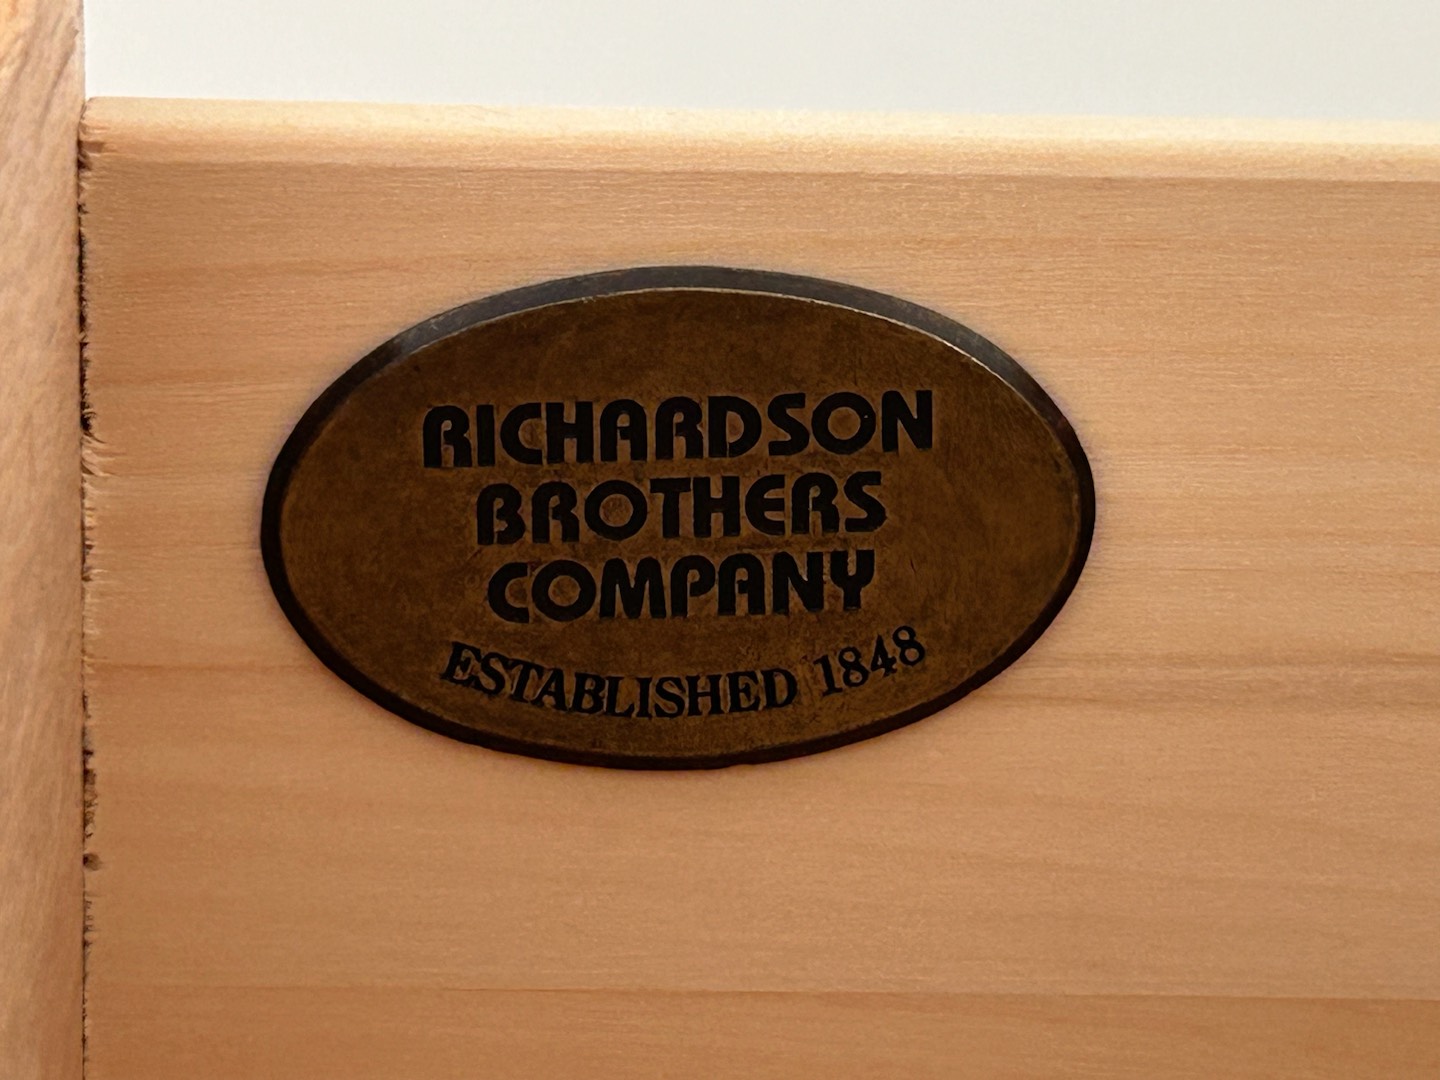 RICHARDSON
BROTHERS
COMPANY
ESTABLISHED 1848